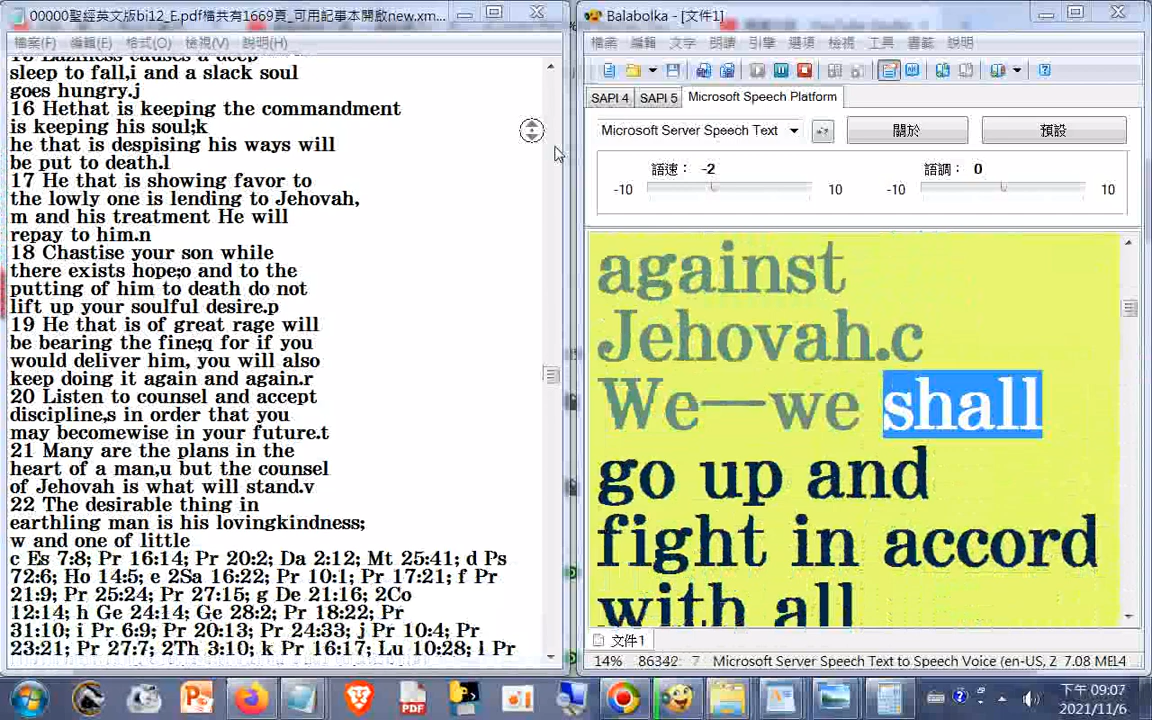 00000聖經英文版bi12_E.pdf檔共有1669頁_可用記事本開啟new.xm...
檔案(F) 編輯(E) 格式(O) 檢視(V) 說明(H)
15 Laziness causes a deep
sleep to fall,i and a slack soul
goes hungry.j
16 Hethat is keeping the commandment
is keeping his soul;k
he that is despising his ways will
be put to death.l
17 He that is showing favor to
the lowly one is lending to Jehovah,
m and his treatment He will
repay to him.n
18 Chastise your son while
there exists hope;o and to the
putting of him to death do not
lift up your soulful desire.p
19 He that is of great rage will
be bearing the fine;q for if you
would deliver him, you will also
keep doing it again and again.r
20 Listen to counsel and accept
discipline,s in order that you
may becomewise in your future.t
21 Many are the plans in the
heart of a man,u but the counsel
of Jehovah is what will stand.v
22 The desirable thing in
earthling man is his lovingkindness;
w and one of little
c Es 7:8; Pr 16:14; Pr 20:2; Da 2:12; Mt 25:41; d Ps
72:6; Ho 14:5; e 2Sa 16:22; Pr 10:1; Pr 17:21; f Pr
21:9; Pr 25:24; Pr 27:15; g De 21:16; 2Co
12:14; h Ge 24:14; Ge 28:2; Pr 18:22; Pr
31:10; i Pr 6:9; Pr 20:13; Pr 24:33; j Pr 10:4; Pr
23:21; Pr 27:7; 2Th 3:10; k Pr 16:17; Lu 10:28; l Pr
Balabolka - [文件1]
檔案 編輯 文字 朗讀 引擎 選項 檢視 工具 書籤 說明
SAPI 4 SAPI 5 Microsoft Speech Platform
Microsoft Server Speech Text 關於 預設
語速: -2 語調: 0
-10 10 -10 10
against
Jehovah.c
We—we shall
go up and
fight in accord
with all
文件1
14% 86342: 7 Microsoft Server Speech Text to Speech Voice (en-US, Z 7.08 ME14
下午 09:07
2021/11/6